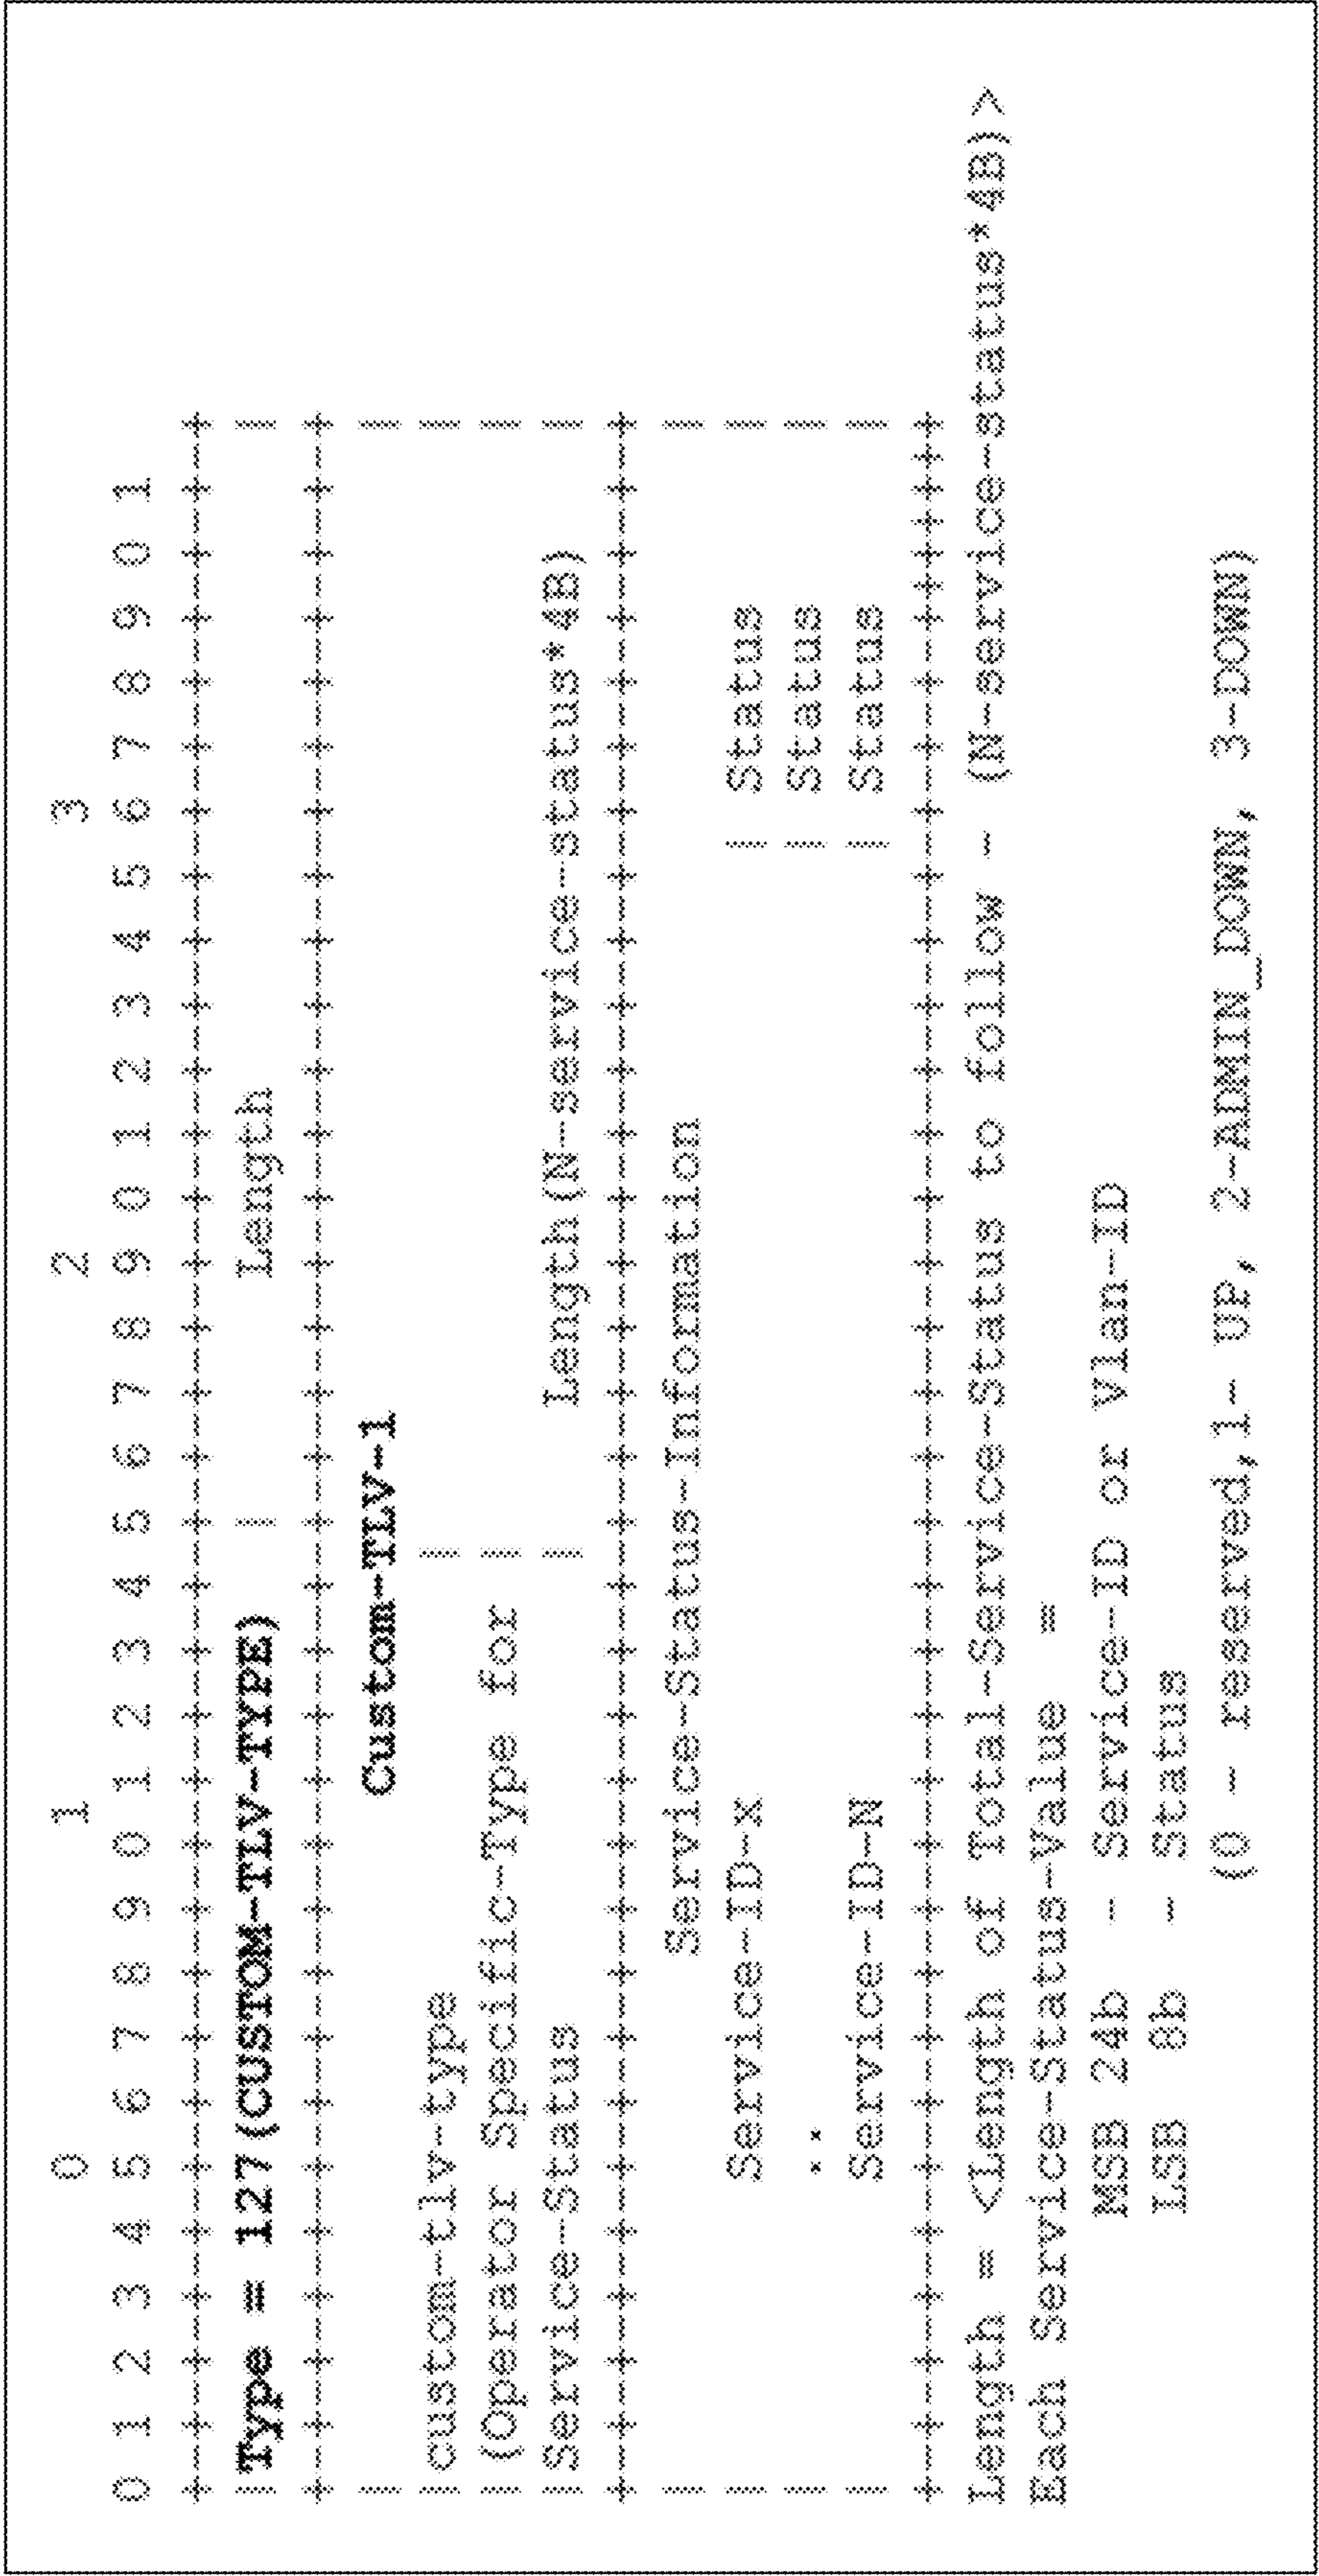 0 1 2 3
0 1 2 3 4 5 6 7 8 9 0 1 2 3 4 5 6 7 8 9 0 1 2 3 4 5 6 7 8 9 0 1
+-+-+-+-+-+-+-+-+-+-+-+-+-+-+-+-+-+-+-+-+-+-+-+-+-+-+-+-+-+-+-+-+
| Type = 127(CUSTOM-TLV-TYPE) | Length |
+-+-+-+-+-+-+-+-+-+-+-+-+-+-+-+-+-+-+-+-+-+-+-+-+-+-+-+-+-+-+-+-+
| Custom-TLV-1 |
| custom-tlv-type | |
| (Operator Specific-Type for | |
| Service-Status | Length(N-service-status*4B) |
+-+-+-+-+-+-+-+-+-+-+-+-+-+-+-+-+-+-+-+-+-+-+-+-+-+-+-+-+-+-+-+-+
| Service-Status-Information |
| Service-ID-x | Status |
| .. | Status |
| Service-ID-N | Status |
+-+-+-+-+-+-+-+-+-+-+-+-+-+-+-+-+-+-+-+-+-+-+-+-+-+-+-+-+-+++++++
Length = <Length of Total-Service-Status to follow - (N-service-status*4B)>
Each Service-Status-Value =
MSB 24b - Service-ID or Vlan-ID
LSB 8b - Status
(0 - reserved,1- UP, 2-ADMIN_DOWN, 3-DOWN)